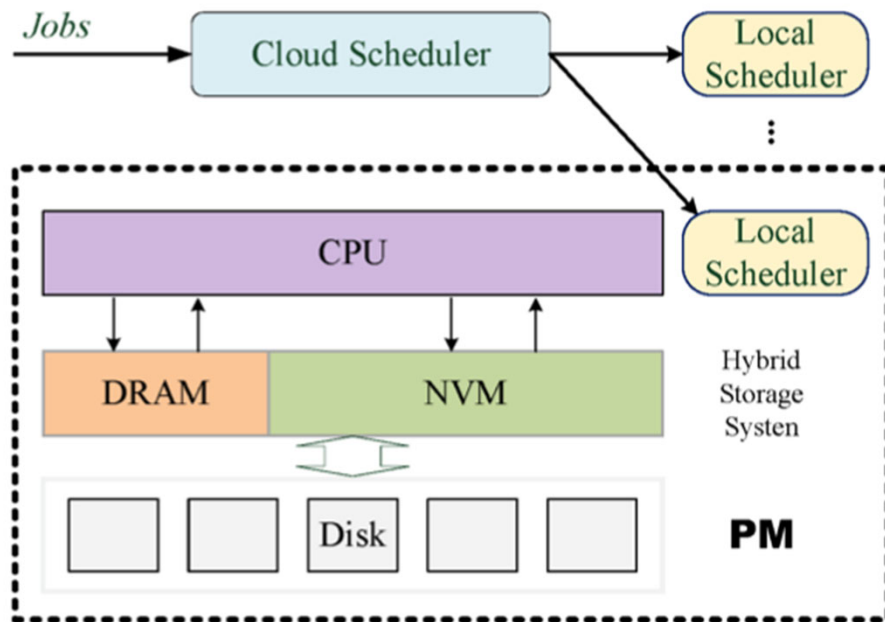 Jobs
Cloud Scheduler
Local
Scheduler
CPU
Local
Scheduler
DRAM
NVM
Hybrid
Storage
Systen
Disk
PM